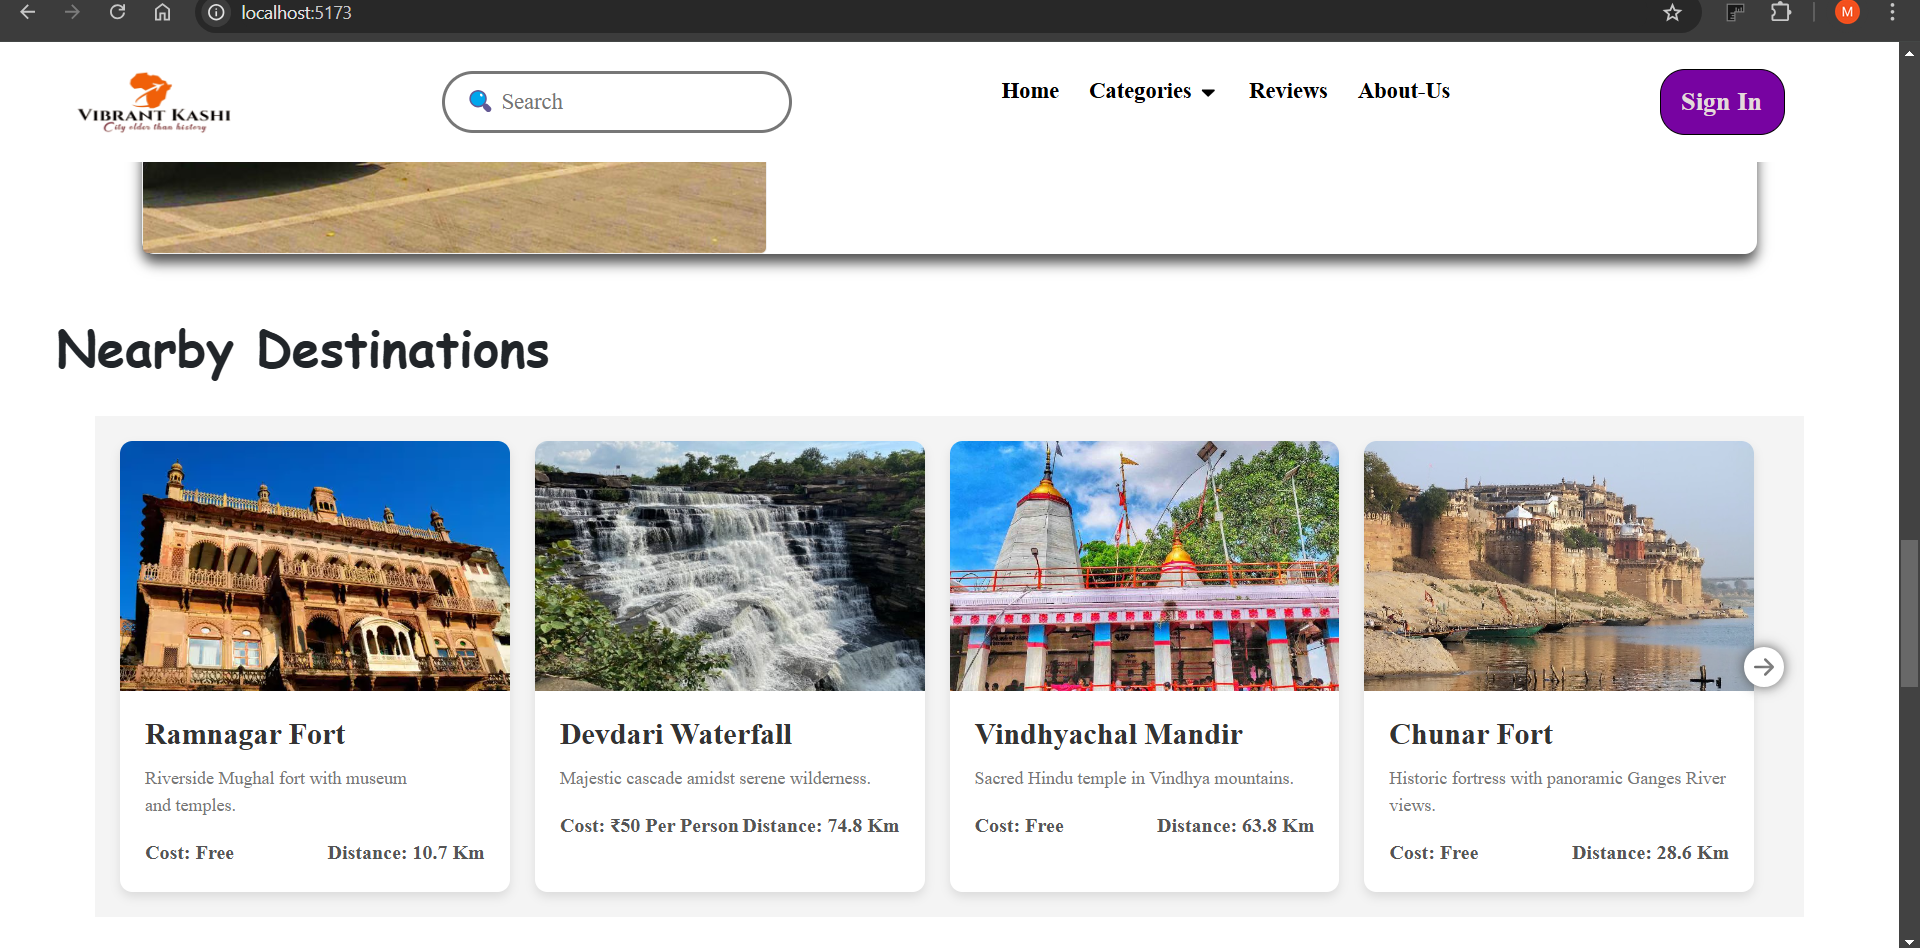 localhost:5173
M
VIBRANT KASHI
City older than history
Search
Home Categories Reviews About-Us
Sign In
Nearby Destinations
Ramnagar Fort
Riverside Mughal fort with museum
and temples.
Cost: Free Distance: 10.7 Km
Devdari Waterfall
Majestic cascade amidst serene wilderness.
Cost: ₹50 Per Person Distance: 74.8 Km
Vindhyachal Mandir
Sacred Hindu temple in Vindhya mountains.
Cost: Free Distance: 63.8 Km
Chunar Fort
Historic fortress with panoramic Ganges River
views.
Cost: Free Distance: 28.6 Km